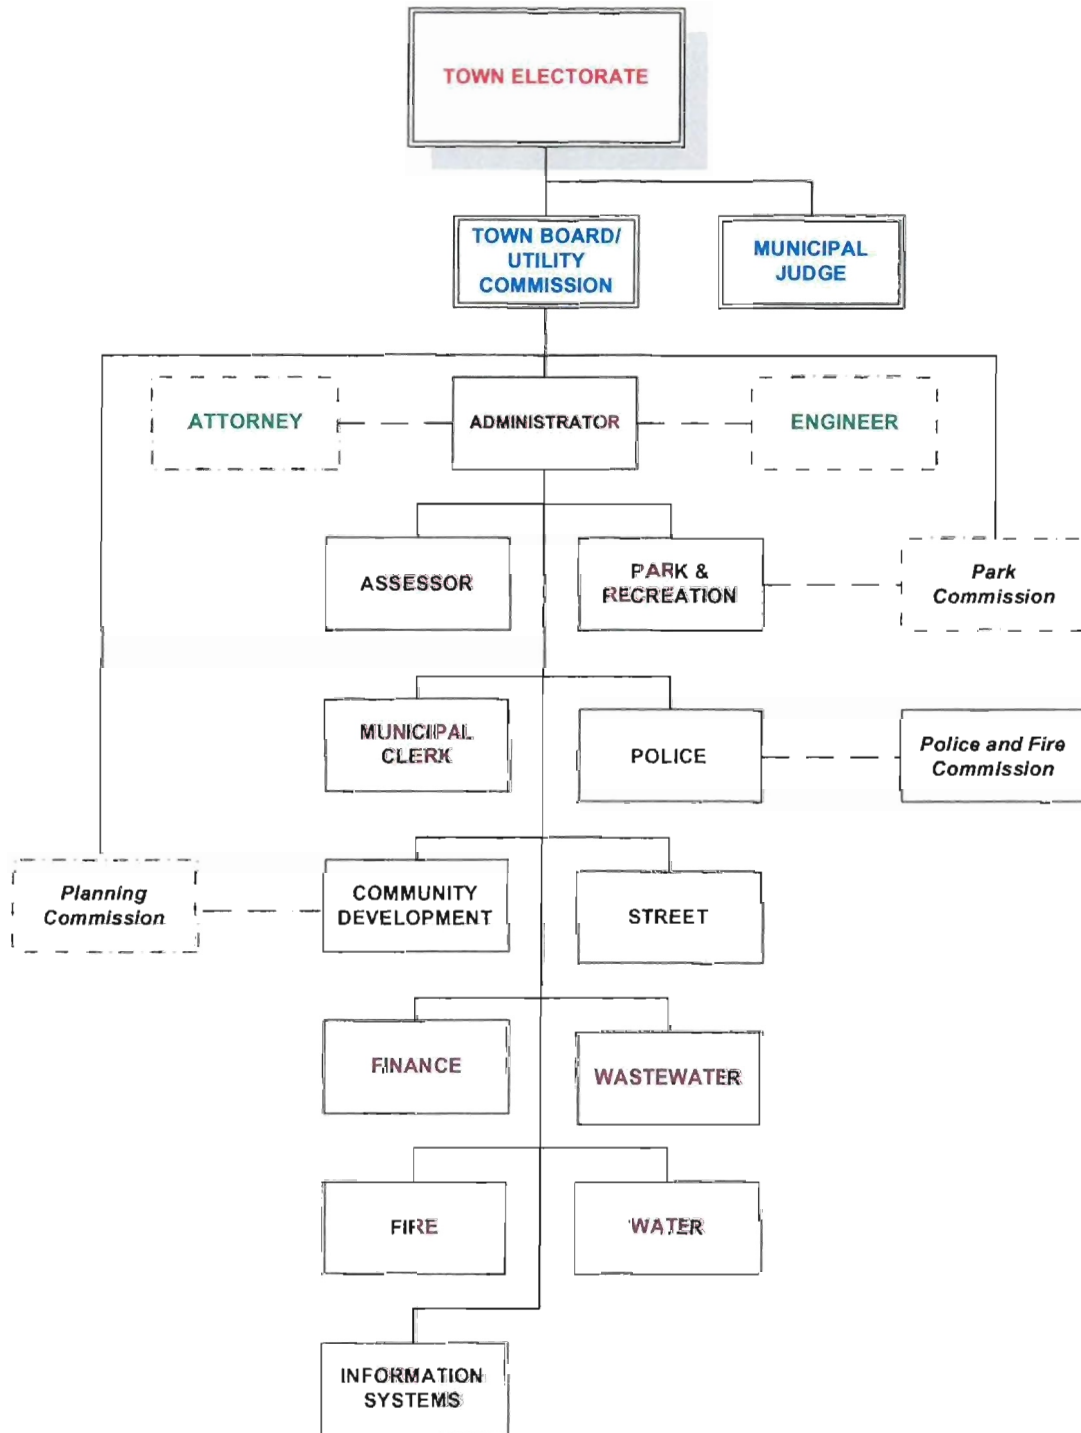 TOWN ELECTORATE
TOWN BOARD/
UTILITY
COMMISSION
MUNICIPAL
JUDGE
ATTORNEY
ADMINISTRATOR
ENGINEER
ASSESSOR
PARK &
RECREATION
Park
Commission
MUNICIPAL
CLERK
POLICE
Police and Fire
Commission
Planning
Commission
COMMUNITY
DEVELOPMENT
STREET
FINANCE
WASTEWATER
FIRE
WATER
INFORMATION
SYSTEMS